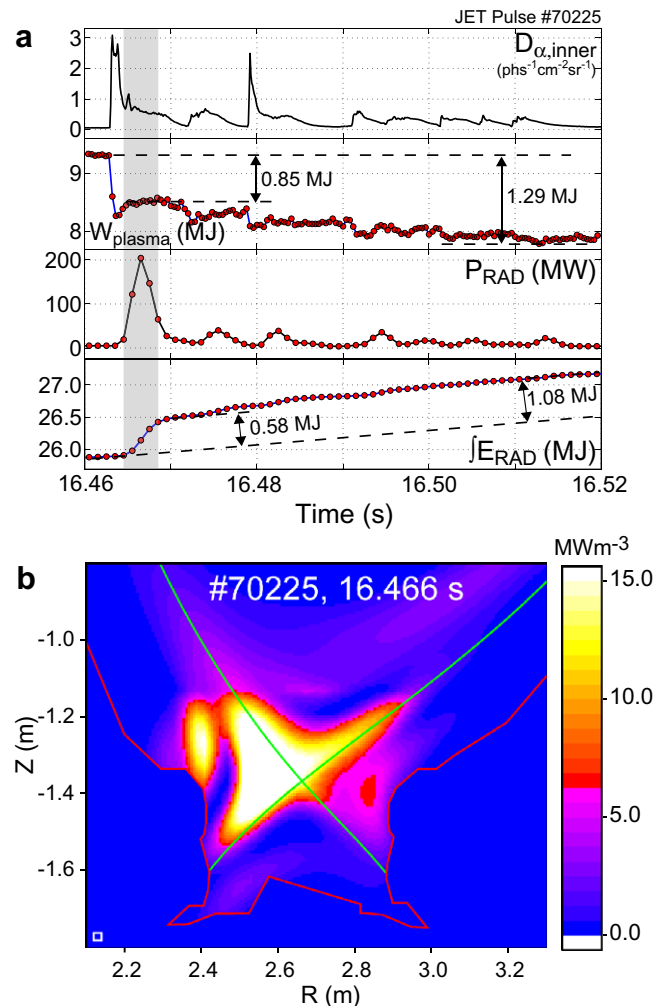 JET Pulse #70225
a
Dα,inner
(phs⁻¹cm⁻²sr⁻¹)
3
2
1
0
9
8
0.85 MJ
1.29 MJ
Wplasma (MJ)
200
100
0
PRAD (MW)
27.0
26.5
26.0
0.58 MJ
1.08 MJ
∫ERAD (MJ)
16.46 16.48 16.50 16.52
Time (s)
b
MWm⁻³
#70225, 16.466 s
15.0
10.0
5.0
0.0
-1.0
-1.2
-1.4
-1.6
Z (m)
2.2 2.4 2.6 2.8 3.0 3.2
R (m)